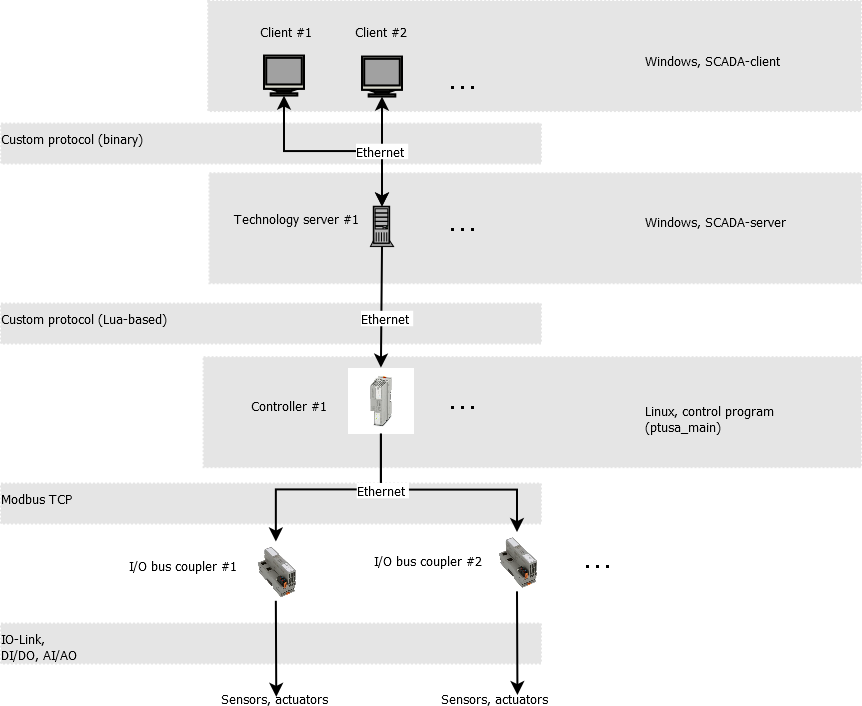 Client #1
Client #2
. . .
Windows, SCADA-client
Custom protocol (binary)
Ethernet
Technology server #1
. . .
Windows, SCADA-server
Custom protocol (Lua-based)
Ethernet
Controller #1
. . .
Linux, control program
(ptusa_main)
Modbus TCP
Ethernet
I/O bus coupler #1
I/O bus coupler #2
. . .
IO-Link,
DI/DO, AI/AO
Sensors, actuators
Sensors, actuators